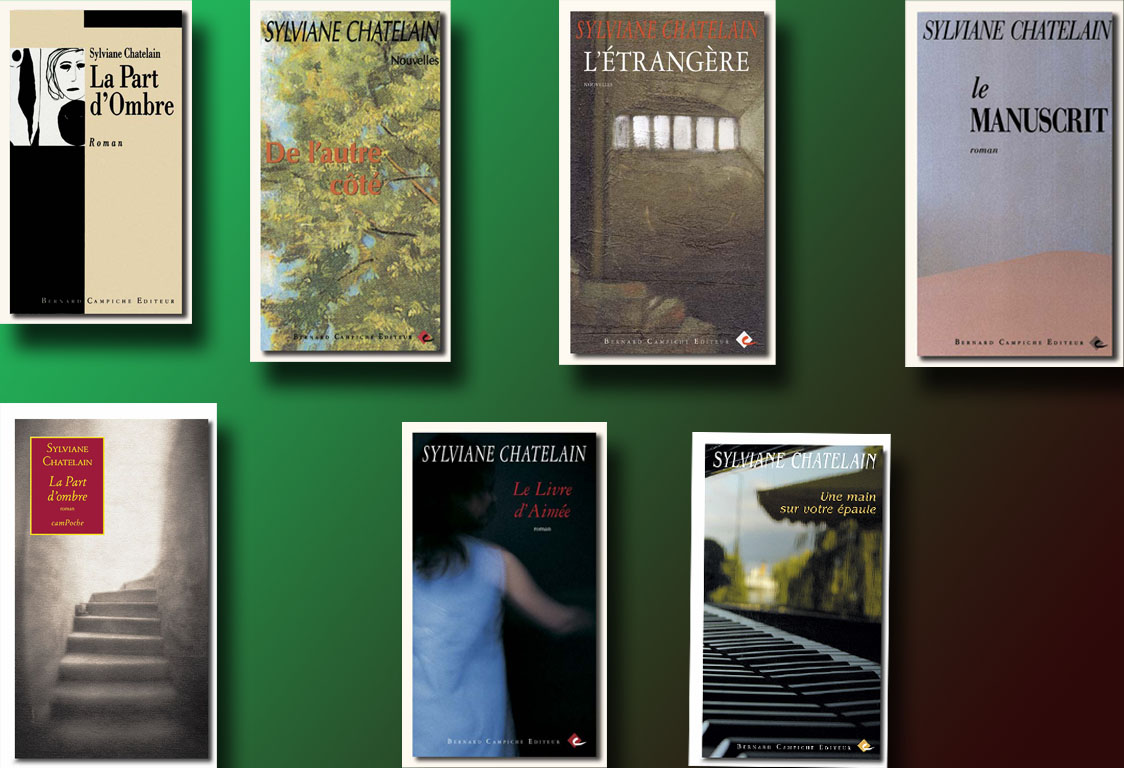 Sylviane Chatelain
La Part
d'Ombre
Roman
BERNARD CAMPICHE EDITEUR
SYLVIANE CHATELAIN
Nouvelles
De l'autre
côté
BERNARD CAMPICHE EDITEUR
SYLVIANE CHATELAIN
L'ÉTRANGÈRE
NOUVELLES
BERNARD CAMPICHE EDITEUR
SYLVIANE CHATELAIN
le
MANUSCRIT
roman
BERNARD CAMPICHE EDITEUR
SYLVIANE
CHATELAIN
La Part
d'ombre
roman
camPoche
SYLVIANE CHATELAIN
Le Livre
d'Aimée
roman
BERNARD CAMPICHE EDITEUR
SYLVIANE CHATELAIN
Une main
sur votre épaule
BERNARD CAMPICHE EDITEUR